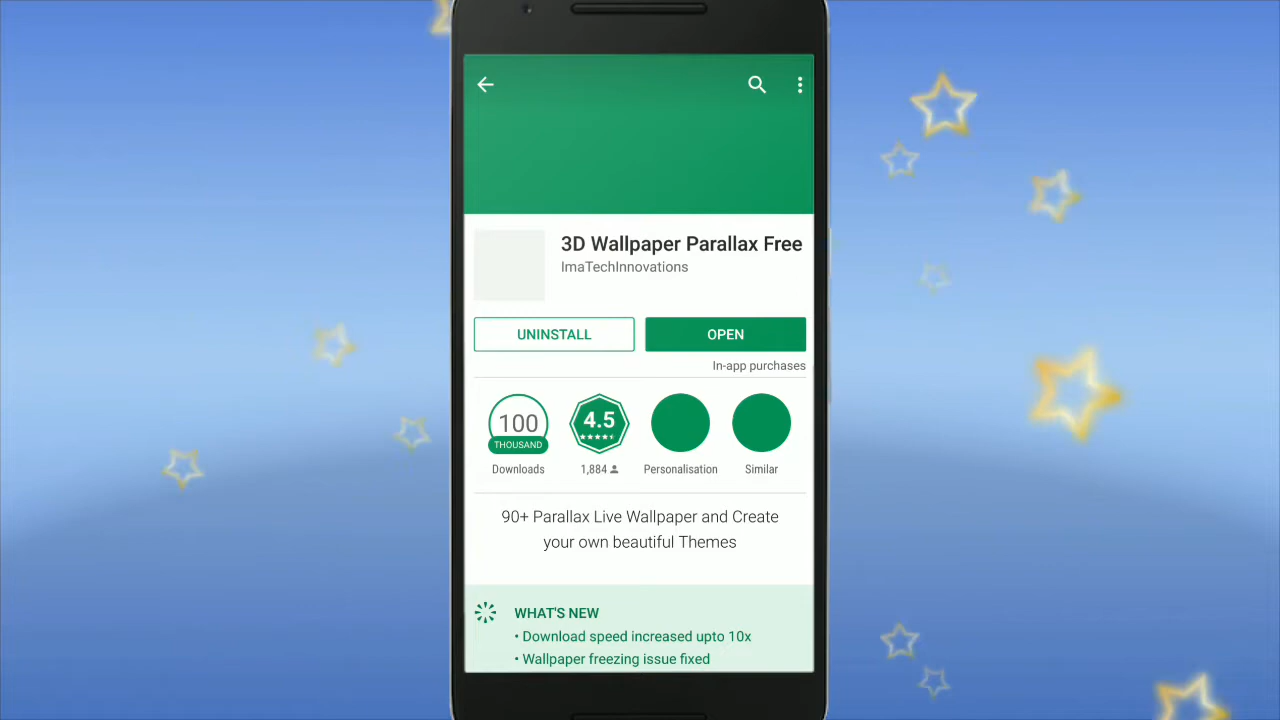 3D Wallpaper Parallax Free
ImaTechInnovations
UNINSTALL
OPEN
In-app purchases
100
THOUSAND
Downloads
4.5
1,884
Personalisation
Similar
90+ Parallax Live Wallpaper and Create
your own beautiful Themes
WHAT'S NEW
• Download speed increased upto 10x
• Wallpaper freezing issue fixed